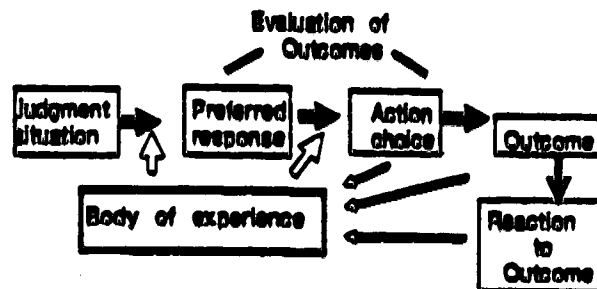 Evaluation of
Outcomes
Judgment
situation
Preferred
response
Action
choice
Outcome
Body of experience
Reaction
to
Outcome